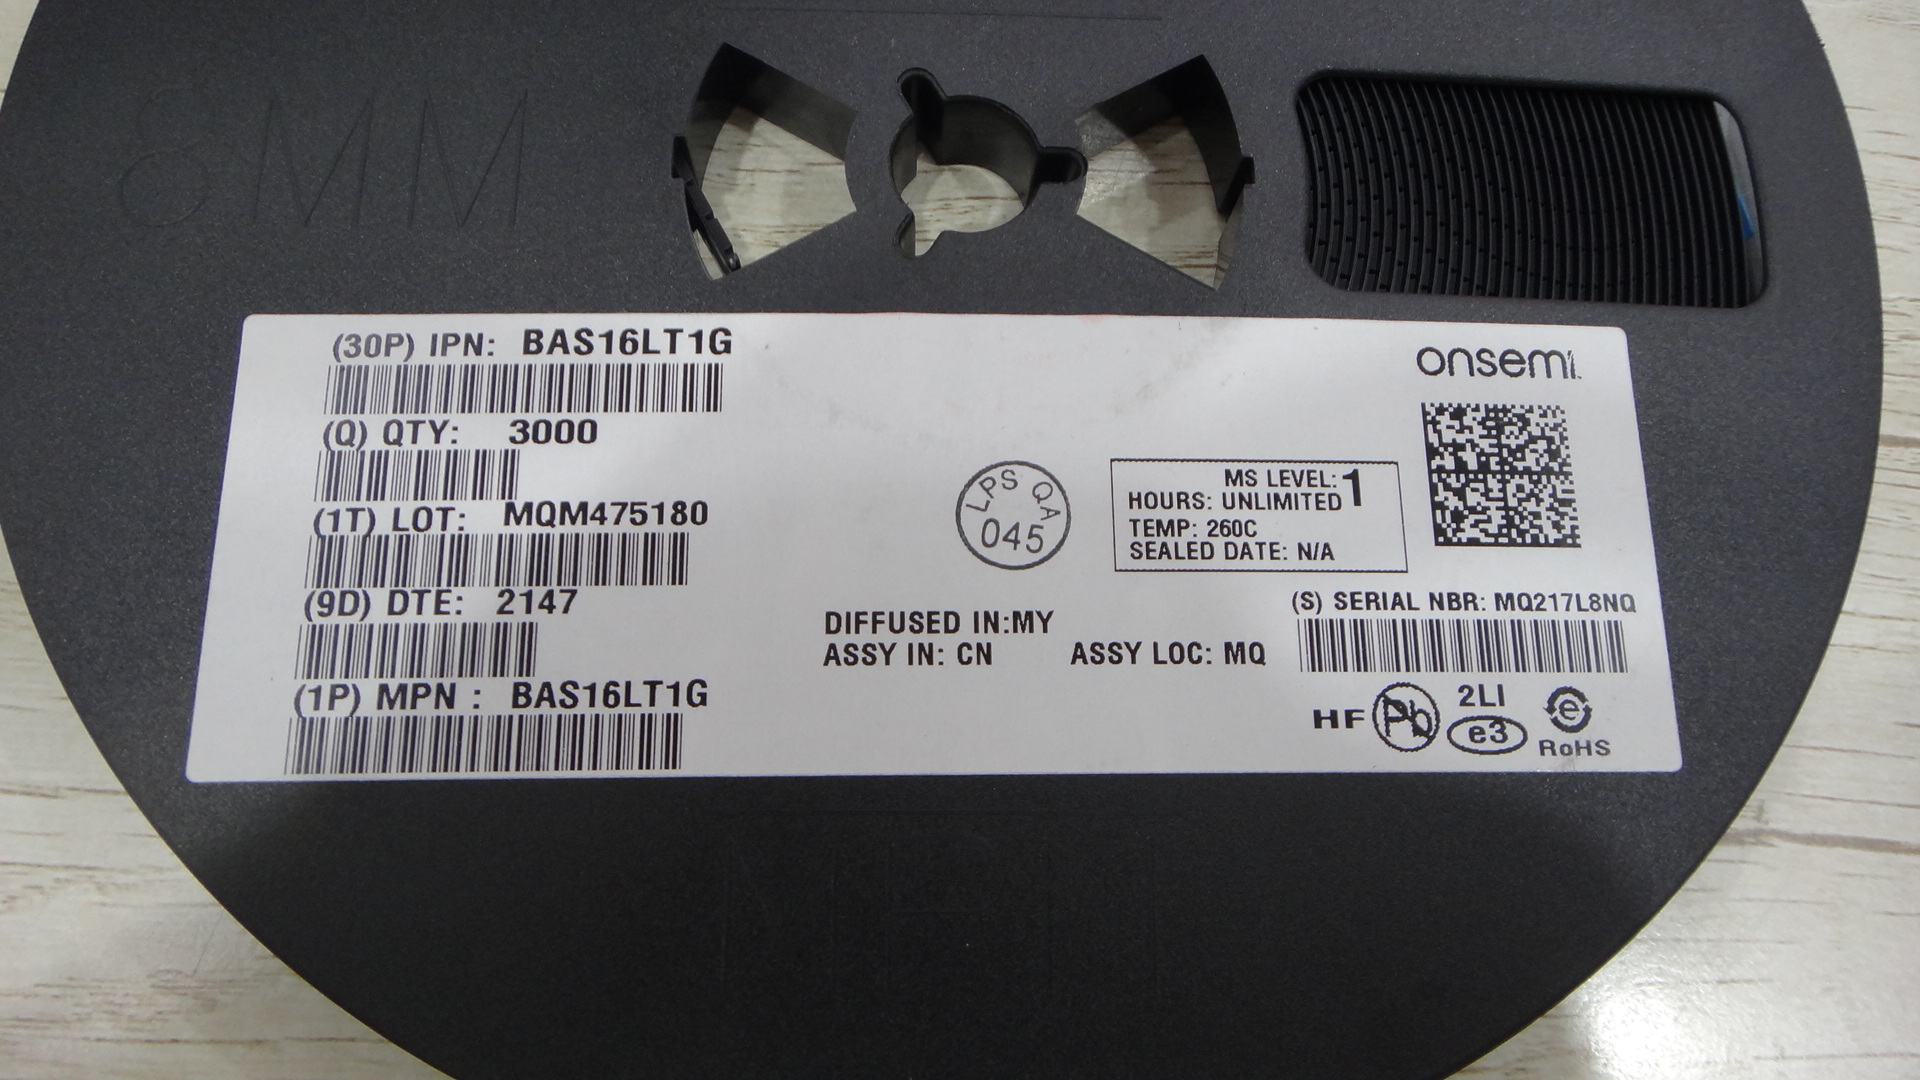 8MM
(30P) IPN: BAS16LT1G
onsemi
(Q) QTY: 3000
(1T) LOT: MQM475180
LPS QA
045
MS LEVEL: 1
HOURS: UNLIMITED
TEMP: 260C
SEALED DATE: N/A
(9D) DTE: 2147
DIFFUSED IN:MY
ASSY IN: CN
ASSY LOC: MQ
(S) SERIAL NBR: MQ217L8NQ
(1P) MPN : BAS16LT1G
HF
Pb
2LI
e3
e
RoHS